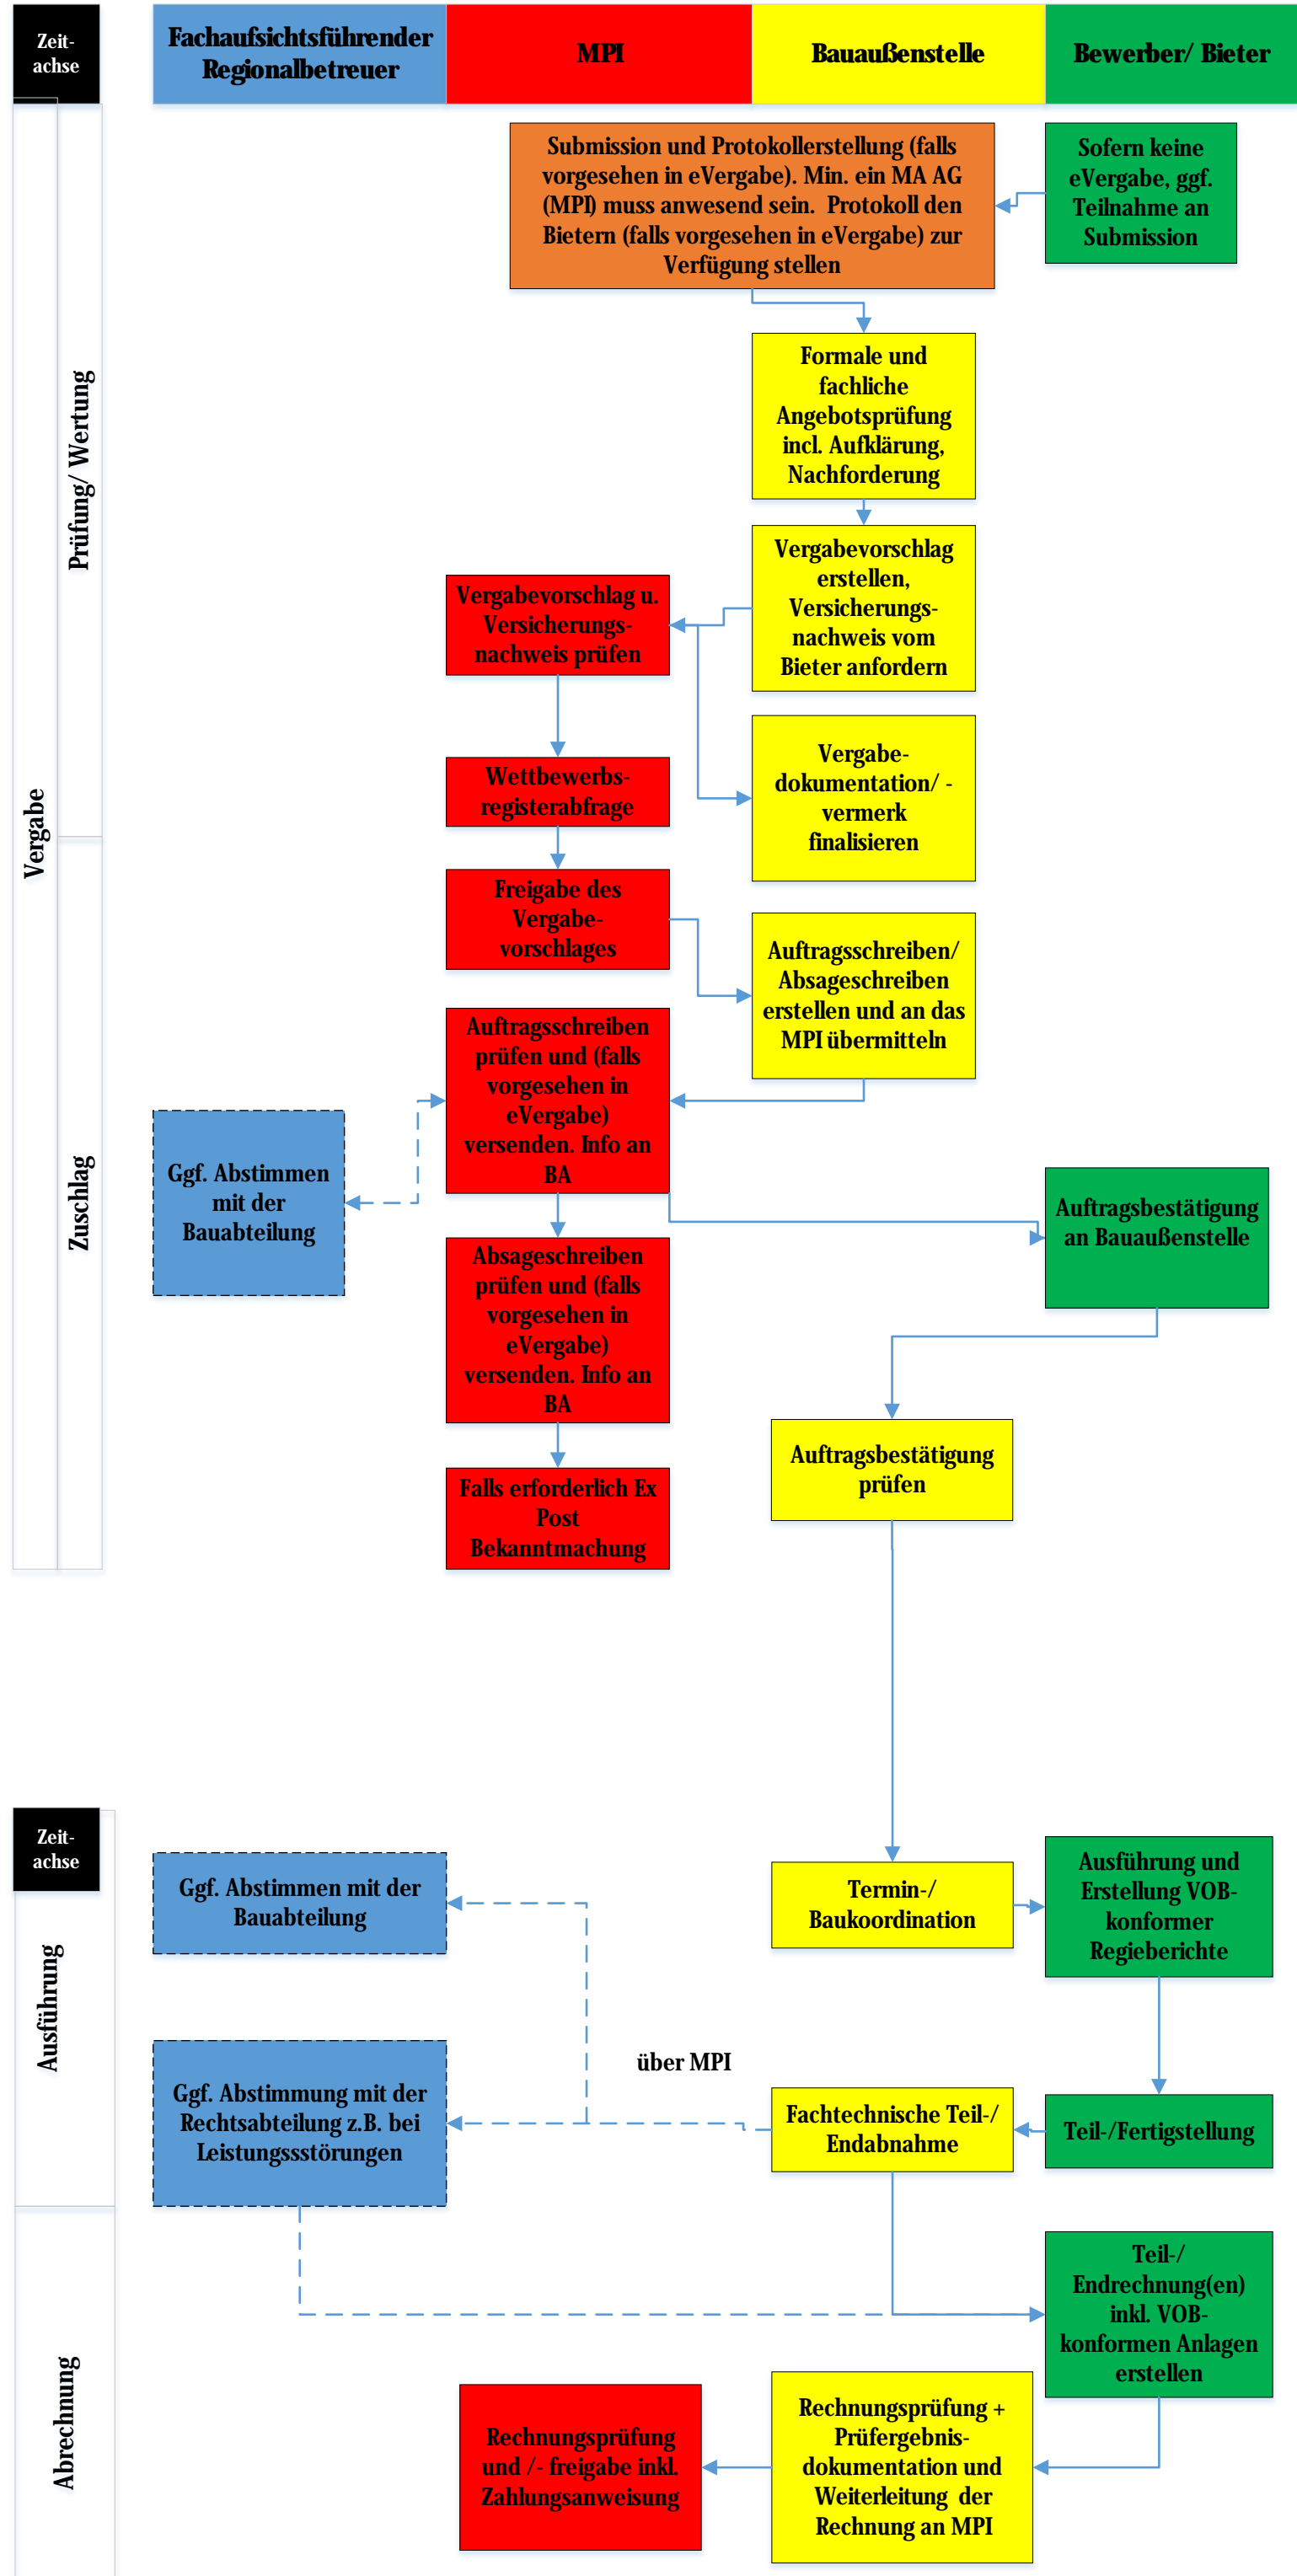 Zeit-
achse
Fachaufsichtsführender
Regionalbetreuer
MPI
Bauaußenstelle
Bewerber/ Bieter
Submission und Protokollerstellung (falls
vorgesehen in eVergabe). Min. ein MA AG
(MPI) muss anwesend sein. Protokoll den
Bietern (falls vorgesehen in eVergabe) zur
Verfügung stellen
Sofern keine
eVergabe, ggf.
Teilnahme an
Submission
Formale und
fachliche
Angebotsprüfung
incl. Aufklärung,
Nachforderung
Prüfung/ Wertung
Vergabevorschlag
erstellen,
Versicherungs-
nachweis vom
Bieter anfordern
Vergabevorschlag u.
Versicherungs-
nachweis prüfen
Vergabe-
dokumentation/ -
vermerk
finalisieren
Wettbewerbs-
registerabfrage
Vergabe
Freigabe des
Vergabe-
vorschlages
Auftragsschreiben/
Absageschreiben
erstellen und an das
MPI übermitteln
Auftragsschreiben
prüfen und (falls
vorgesehen in
eVergabe)
versenden. Info an
BA
Ggf. Abstimmen
mit der
Bauabteilung
Zuschlag
Auftragsbestätigung
an Bauaußenstelle
Absageschreiben
prüfen und (falls
vorgesehen in
eVergabe)
versenden. Info an
BA
Auftragsbestätigung
prüfen
Falls erforderlich Ex
Post
Bekanntmachung
Zeit-
achse
Ggf. Abstimmen mit der
Bauabteilung
Termin-/
Baukoordination
Ausführung und
Erstellung VOB-
konformer
Regieberichte
Ausführung
über MPI
Ggf. Abstimmung mit der
Rechtsabteilung z.B. bei
Leistungssstörungen
Fachtechnische Teil-/
Endabnahme
Teil-/Fertigstellung
Teil-/
Endrechnung(en)
inkl. VOB-
konformen Anlagen
erstellen
Abrechnung
Rechnungsprüfung
und /- freigabe inkl.
Zahlungsanweisung
Rechnungsprüfung +
Prüfergebnis-
dokumentation und
Weiterleitung der
Rechnung an MPI